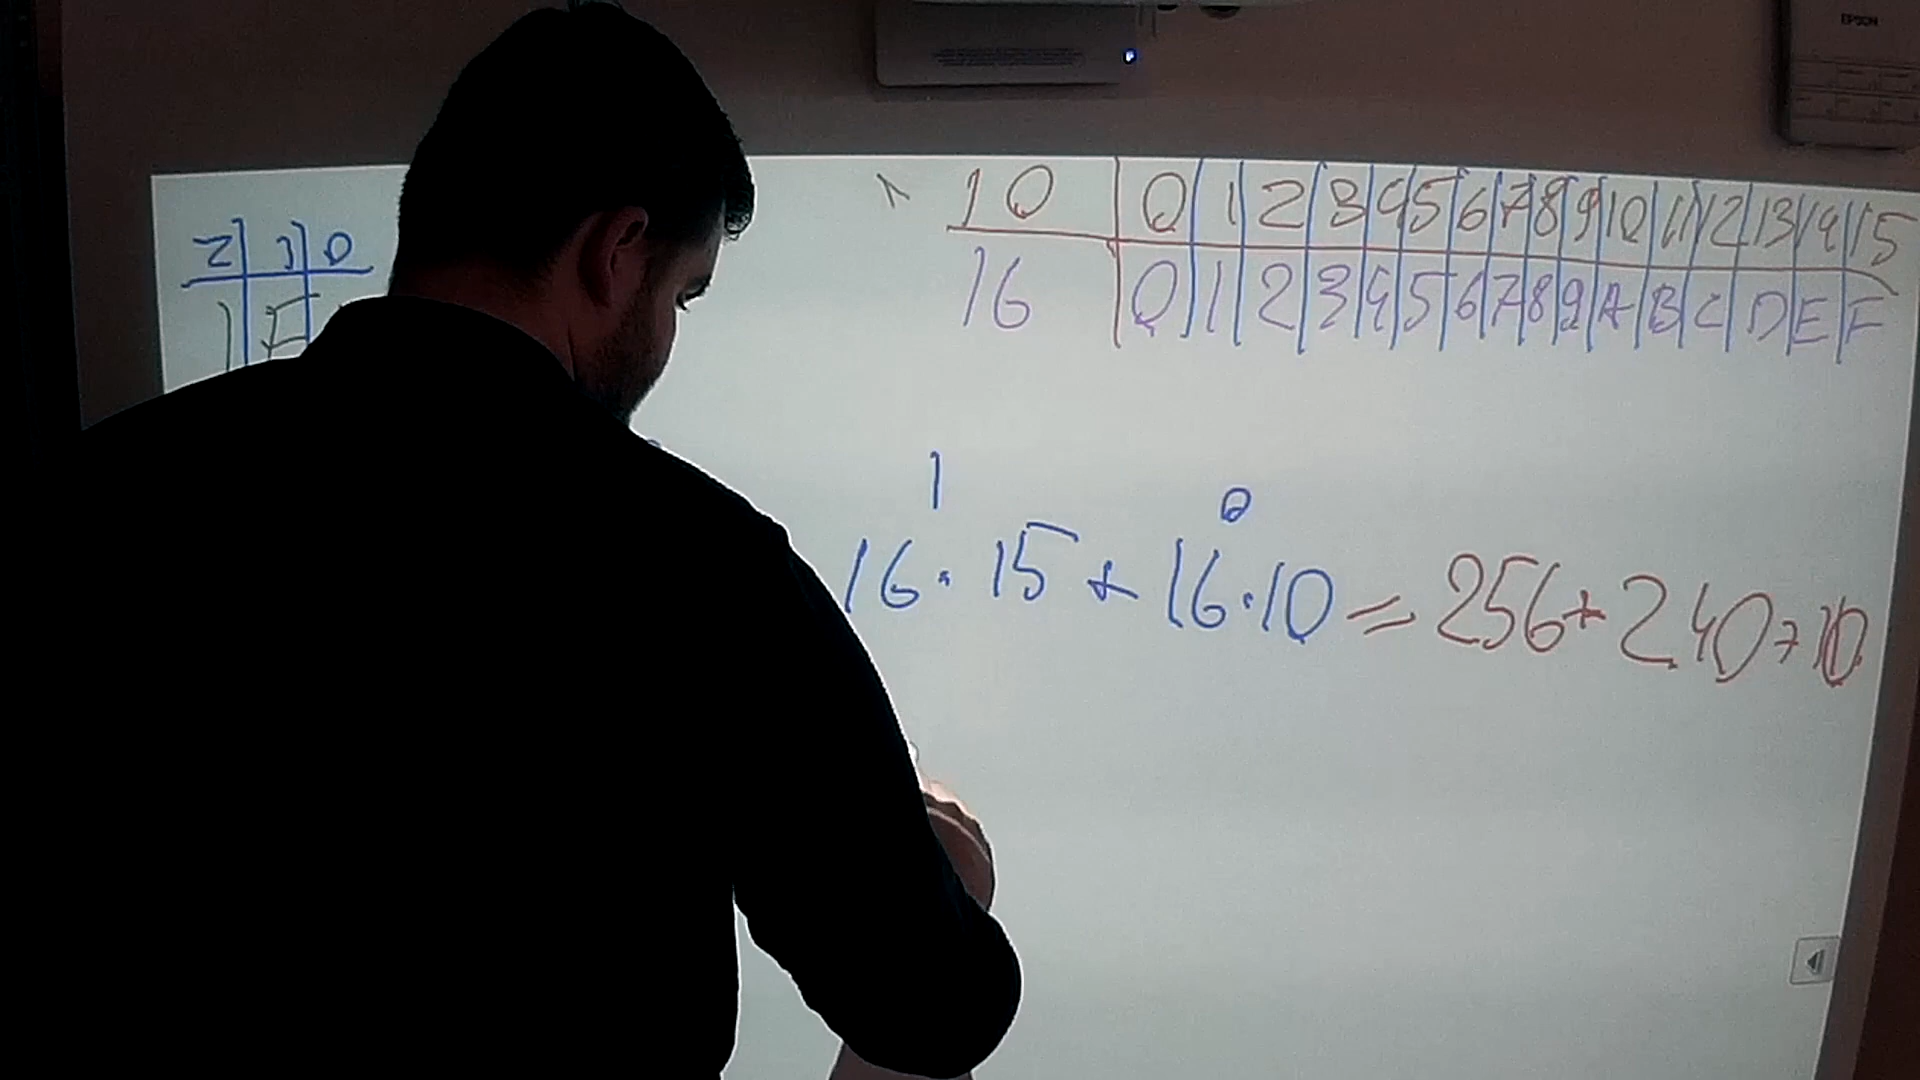 EPSON
10 | 0 | 1 | 2 | 3 | 4 | 5 | 6 | 7 | 8 | 9 | 10 | 11 | 12 | 13 | 14 | 15
16 | 0 | 1 | 2 | 3 | 4 | 5 | 6 | 7 | 8 | 9 | A | B | C | D | E | F
2 | 1 | 0
1 | F
1 0
16 · 15 + 16 · 10 = 256 + 240 + 10